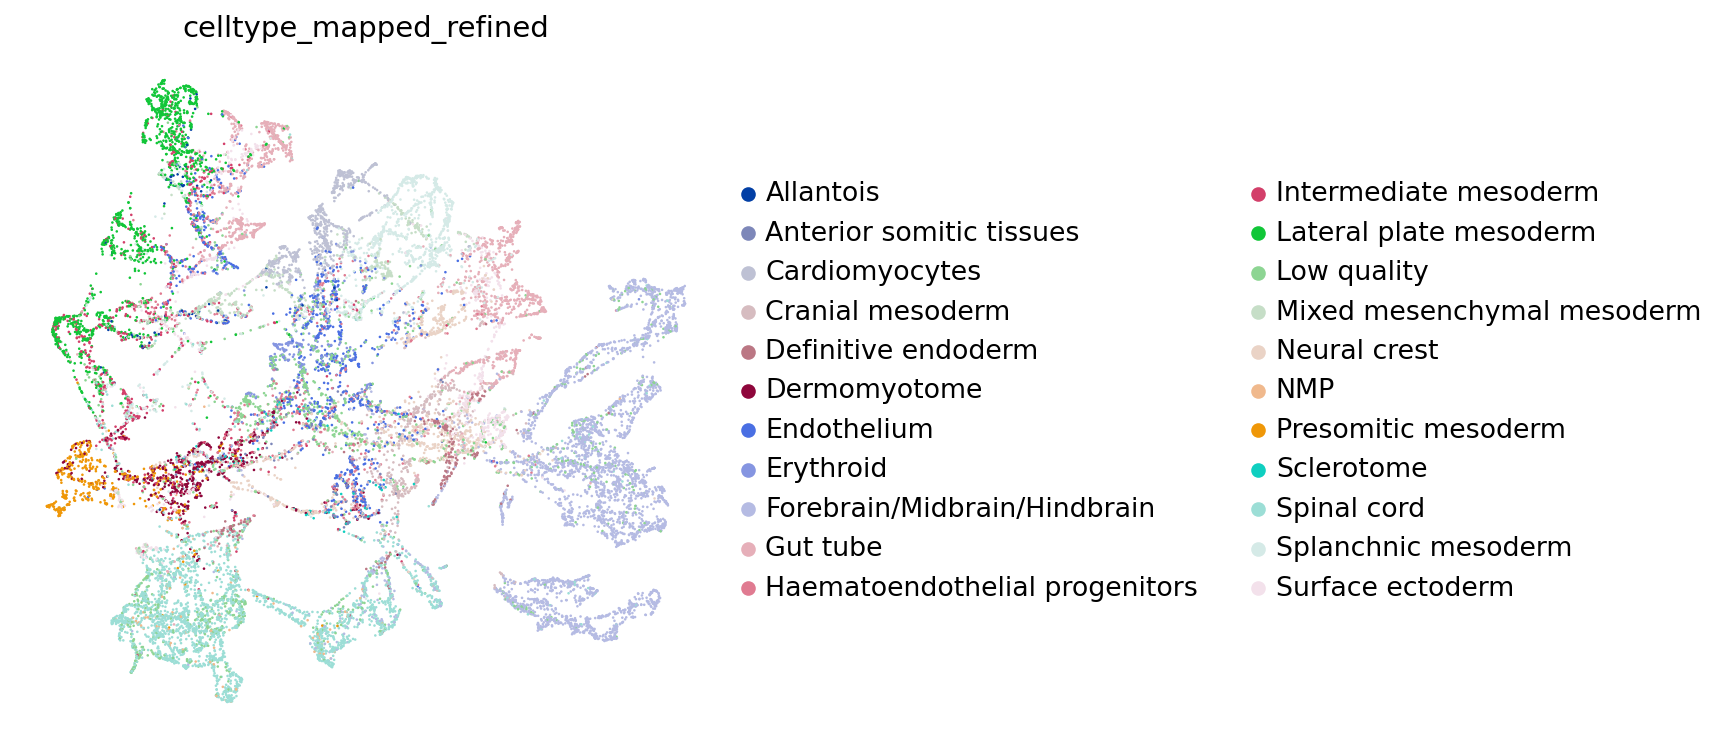 celltype_mapped_refined
Allantois
Anterior somitic tissues
Cardiomyocytes
Cranial mesoderm
Definitive endoderm
Dermomyotome
Endothelium
Erythroid
Forebrain/Midbrain/Hindbrain
Gut tube
Haematoendothelial progenitors
Intermediate mesoderm
Lateral plate mesoderm
Low quality
Mixed mesenchymal mesoderm
Neural crest
NMP
Presomitic mesoderm
Sclerotome
Spinal cord
Splanchnic mesoderm
Surface ectoderm